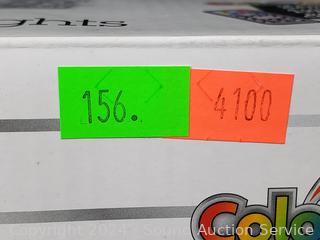 ghts
156.
4100
Colo
Copyright 2024 - Sound Auction Service